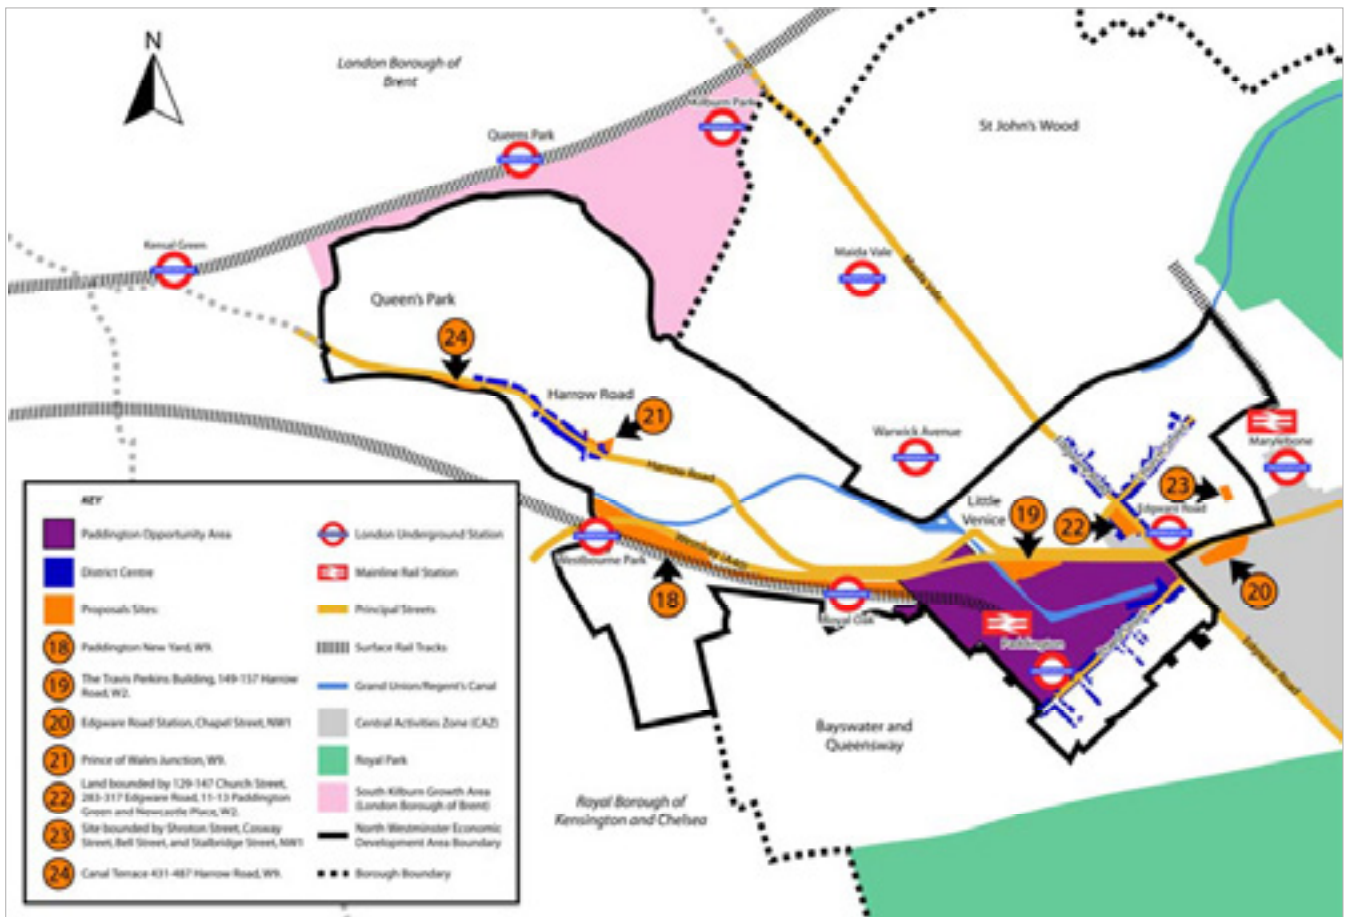 N
London Borough of
Brent
Kilburn Park
Queens Park
St John's Wood
Kensal Green
Maida Vale
Maida Vale
Queen's Park
24
Harrow Road
21
Warwick Avenue
Marylebone
Harrow Road
Little
Venice
19
22
23
Edgware Road
Westway (A40)
Westbourne Park
18
Royal Oak
20
Paddington
Edgware Road
Bayswater and
Queensway
Royal Borough of
Kensington and Chelsea
KEY
Paddington Opportunity Area
District Centre
Proposals Sites:
18 Paddington New Yard, W9.
19 The Travis Perkins Building, 149-157 Harrow
Road, W2.
20 Edgware Road Station, Chapel Street, NW1
21 Prince of Wales Junction, W9.
22 Land bounded by 129-147 Church Street,
283-317 Edgware Road, 11-13 Paddington
Green and Newcastle Place, W2.
23 Site bounded by Shroton Street, Cosway
Street, Bell Street, and Stalbridge Street, NW1
24 Canal Terrace 431-487 Harrow Road, W9.
London Underground Station
Mainline Rail Station
Principal Streets
Surface Rail Tracks
Grand Union/Regent's Canal
Central Activities Zone (CAZ)
Royal Park
South Kilburn Growth Area
(London Borough of Brent)
North Westminster Economic
Development Area Boundary
Borough Boundary